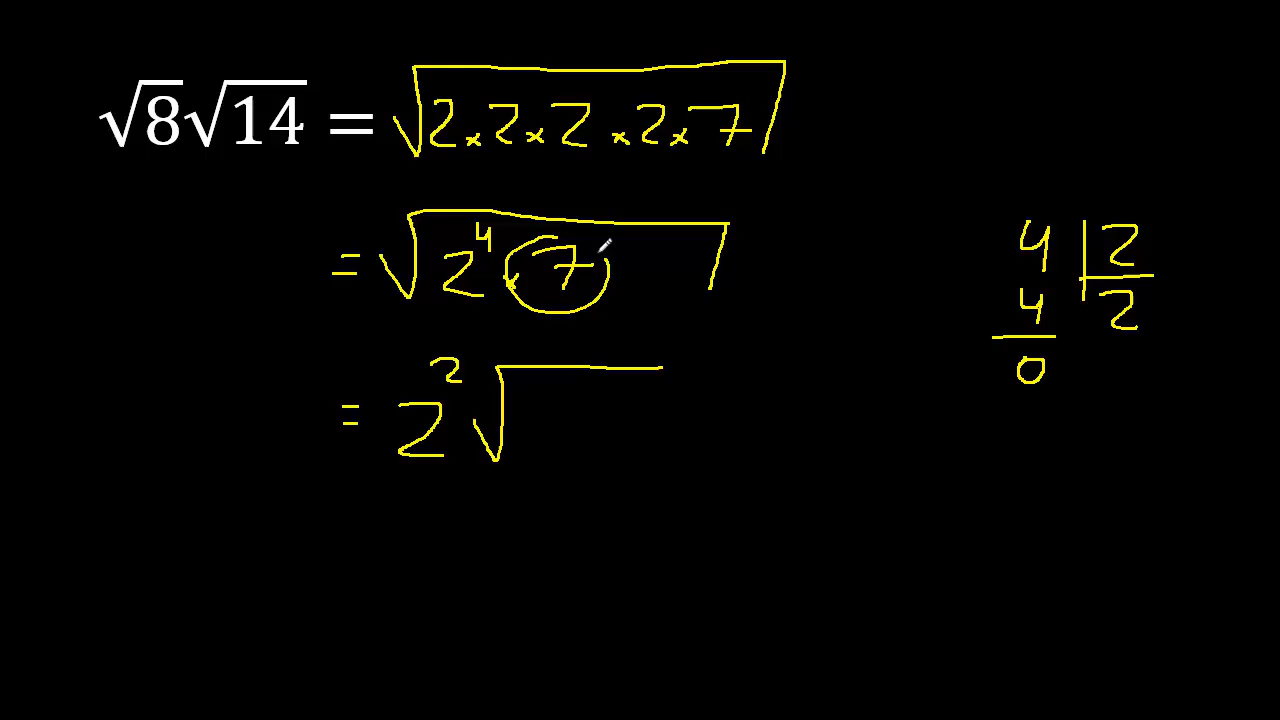 √8√14 = √2×2×2×2×7
= √2⁴×7
= 2²√
4 | 2
4 2
0